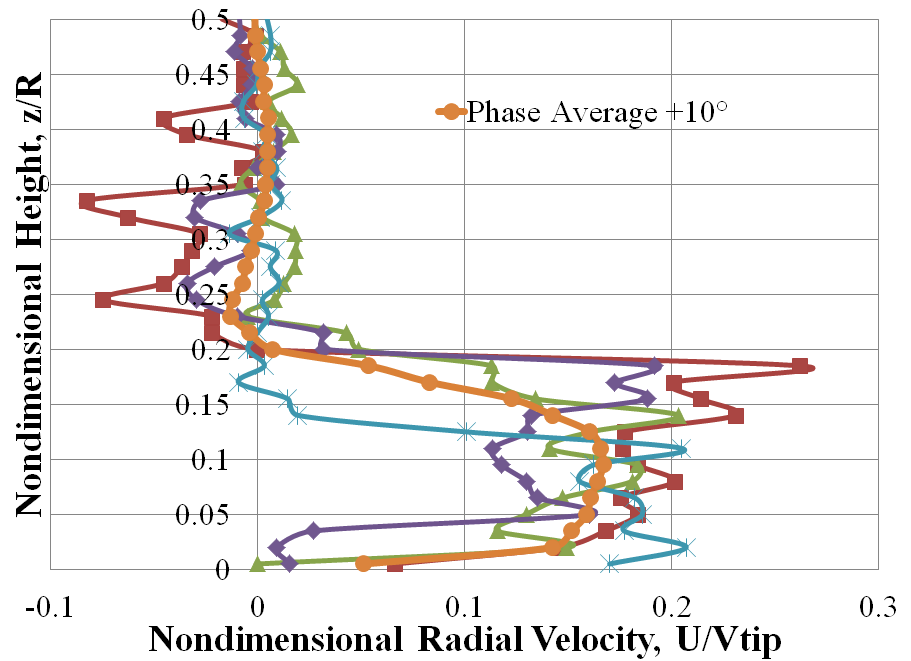 0.5
0.45
Phase Average +10°
0.4
0.35
0.3
0.25
0.2
0.15
0.1
0.05
0
-0.1 0 0.1 0.2 0.3
Nondimensional Radial Velocity, U/Vtip
Nondimensional Height, z/R